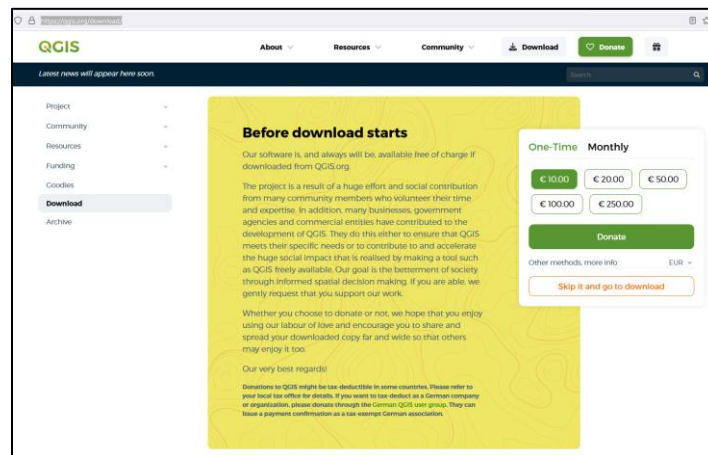 https://qgis.org/download/
QGIS
About
Resources
Community
Download
Donate
Latest news will appear here soon.
Search
Project
Community
Resources
Funding
Goodies
Download
Archive
Before download starts
Our software is, and always will be, available free of charge if
downloaded from QGIS.org.
The project is a result of a huge effort and social contribution
from many community members who volunteer their time
and expertise. In addition, many businesses, government
agencies and commercial entities have contributed to the
development of QGIS. They do this either to ensure that QGIS
meets their specific needs or to contribute to and accelerate
the huge social impact that is realised by making a tool such
as QGIS freely available. Our goal is the betterment of society
through informed spatial decision making. If you are able, we
gently request that you support our work.
Whether you choose to donate or not, we hope that you enjoy
using our labour of love and encourage you to share and
spread your downloaded copy far and wide so that others
may enjoy it too.
Our very best regards!
Donations to QGIS might be tax-deductible in some countries. Please refer to
your local tax office for details. If you want to tax-deduct as a German company
or organisation, please donate through the German QGIS user group. They can
issue a payment confirmation as a tax-exempt German association.
One-Time Monthly
€ 10.00 € 20.00 € 50.00
€ 100.00 € 250.00
Donate
Other methods, more info EUR
Skip it and go to download